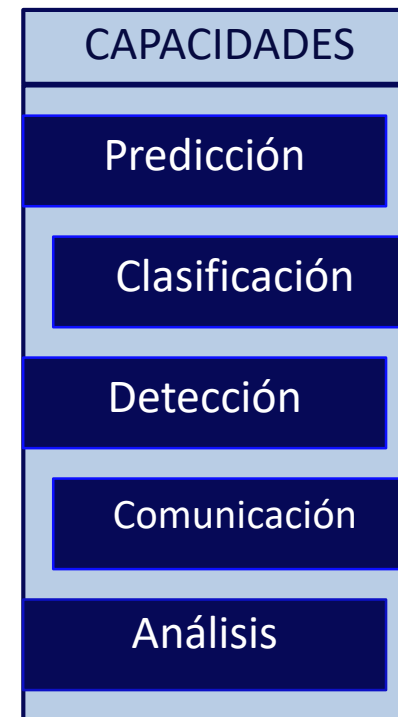 CAPACIDADES
Predicción
Clasificación
Detección
Comunicación
Análisis